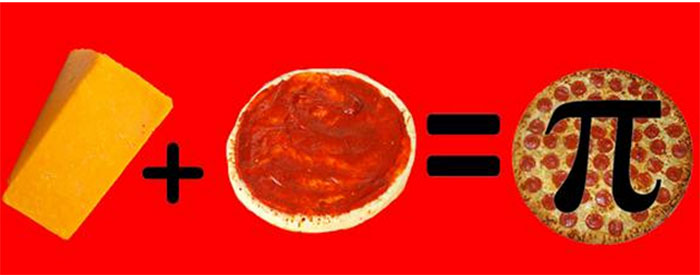 + = π